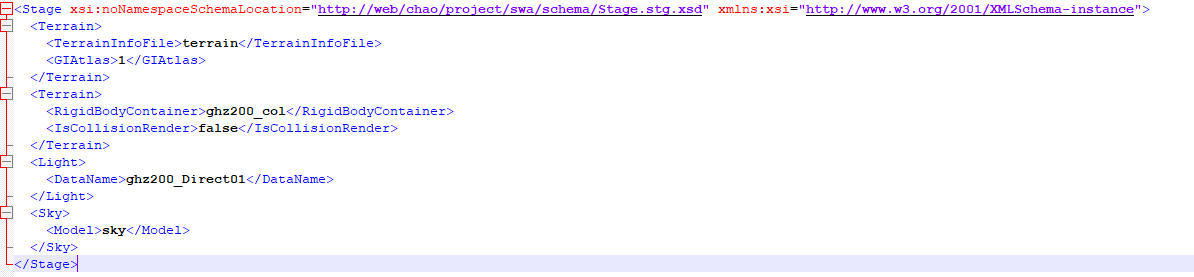 <Stage xsi:noNamespaceSchemaLocation="http://web/chao/project/swa/schema/Stage.stg.xsd" xmlns:xsi="http://www.w3.org/2001/XMLSchema-instance">
<Terrain>
<TerrainInfoFile>terrain</TerrainInfoFile>
<GIAtlas>1</GIAtlas>
</Terrain>
<Terrain>
<RigidBodyContainer>ghz200_col</RigidBodyContainer>
<IsCollisionRender>false</IsCollisionRender>
</Terrain>
<Light>
<DataName>ghz200_Direct01</DataName>
</Light>
<Sky>
<Model>sky</Model>
</Sky>
</Stage>